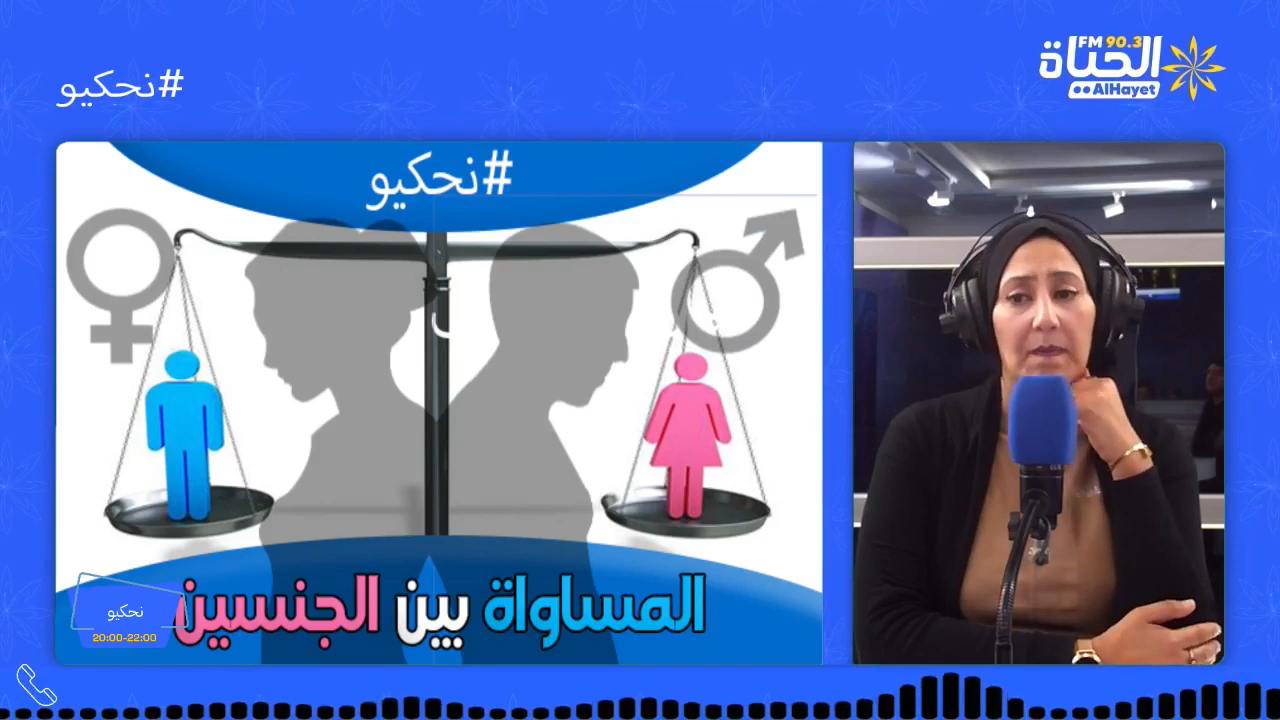 #نحكيو
FM 90.3
الحياة
AlHayet
#نحكيو
المساواة بين الجنسين
نحكيو
20:00-22:00